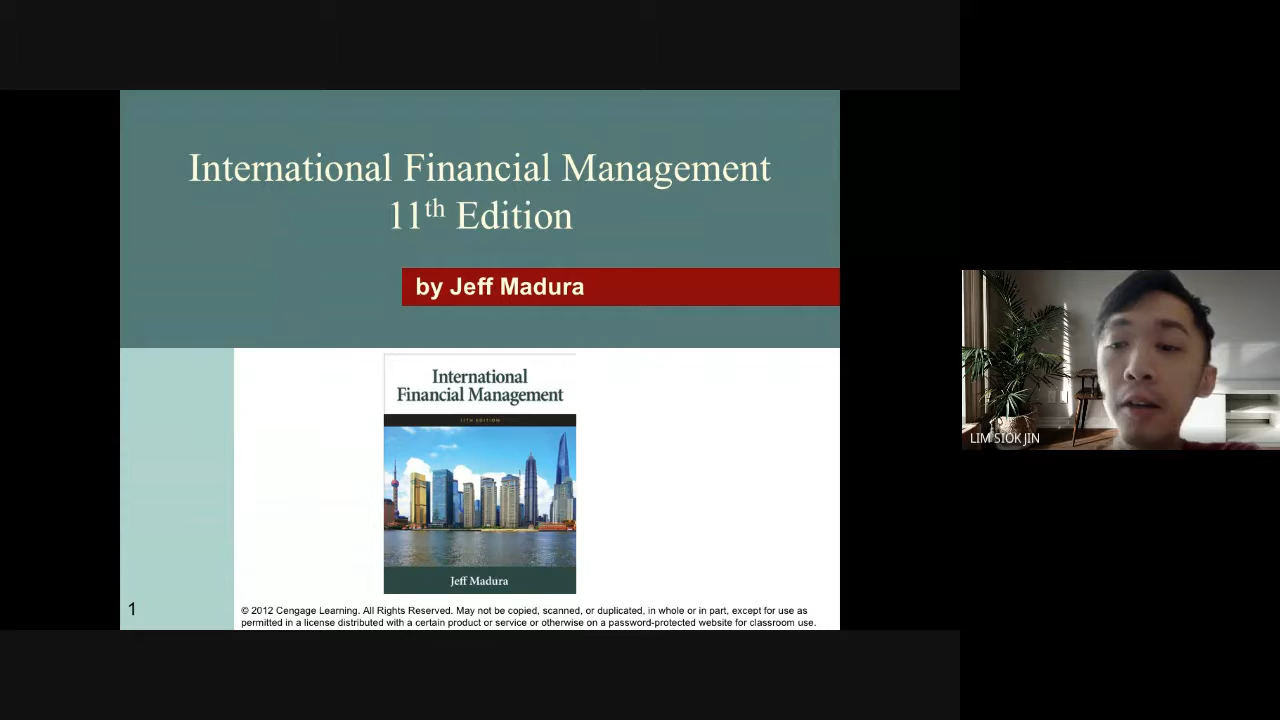 International Financial Management
11th Edition
by Jeff Madura
International
Financial Management
11TH EDITION
Jeff Madura
1
© 2012 Cengage Learning. All Rights Reserved. May not be copied, scanned, or duplicated, in whole or in part, except for use as
permitted in a license distributed with a certain product or service or otherwise on a password-protected website for classroom use.
LIM SIOK JIN